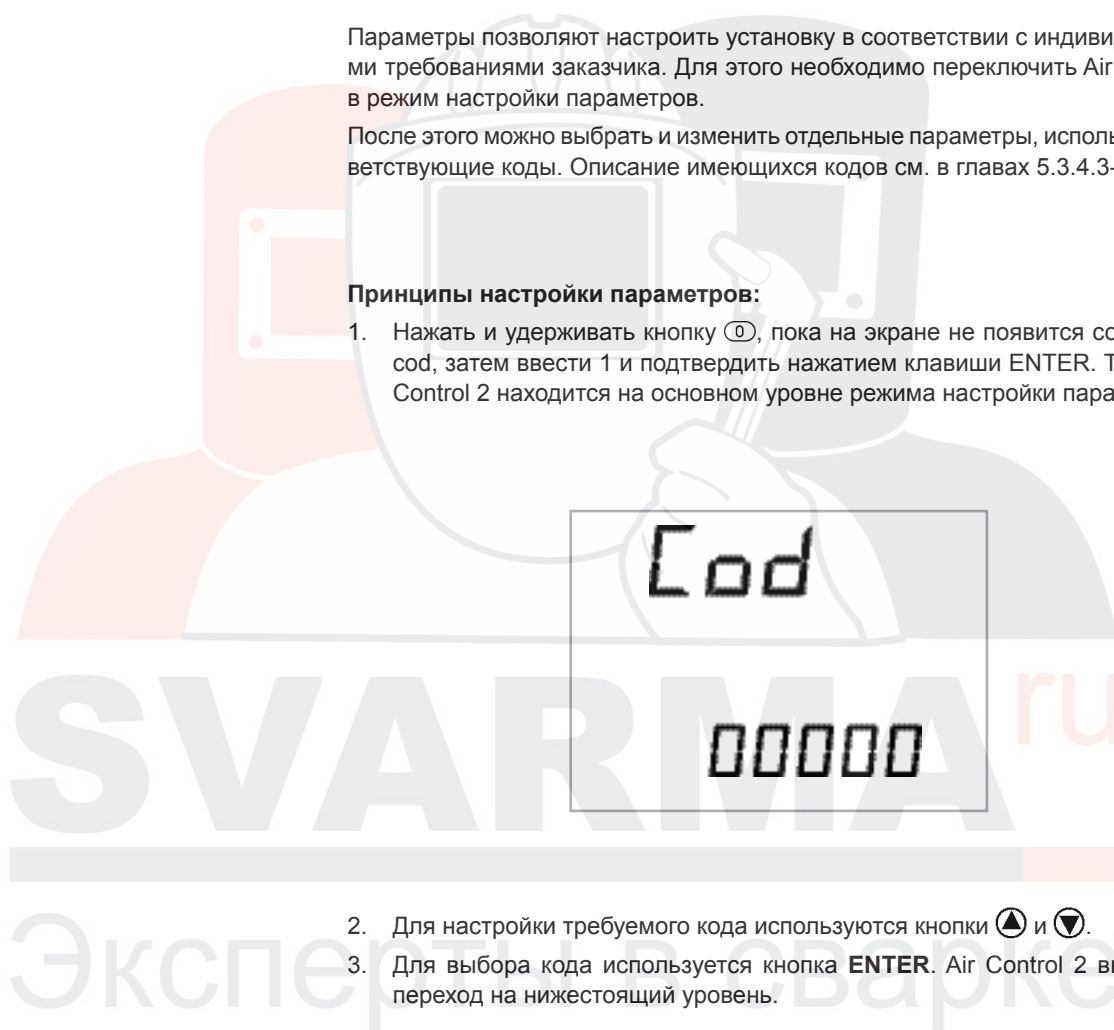 Параметры позволяют настроить установку в соответствии с индиви
ми требованиями заказчика. Для этого необходимо переключить Air
в режим настройки параметров.
После этого можно выбрать и изменить отдельные параметры, исполь
ветствующие коды. Описание имеющихся кодов см. в главах 5.3.4.3-
Принципы настройки параметров:
1. Нажать и удерживать кнопку 0, пока на экране не появится со
cod, затем ввести 1 и подтвердить нажатием клавиши ENTER. Т
Control 2 находится на основном уровне режима настройки пара
Cod
00000
SVARMA
ru
2. Для настройки требуемого кода используются кнопки ▲ и ▼.
3. Для выбора кода используется кнопка ENTER. Air Control 2 вы
переход на нижестоящий уровень.
Эксперты в сварке